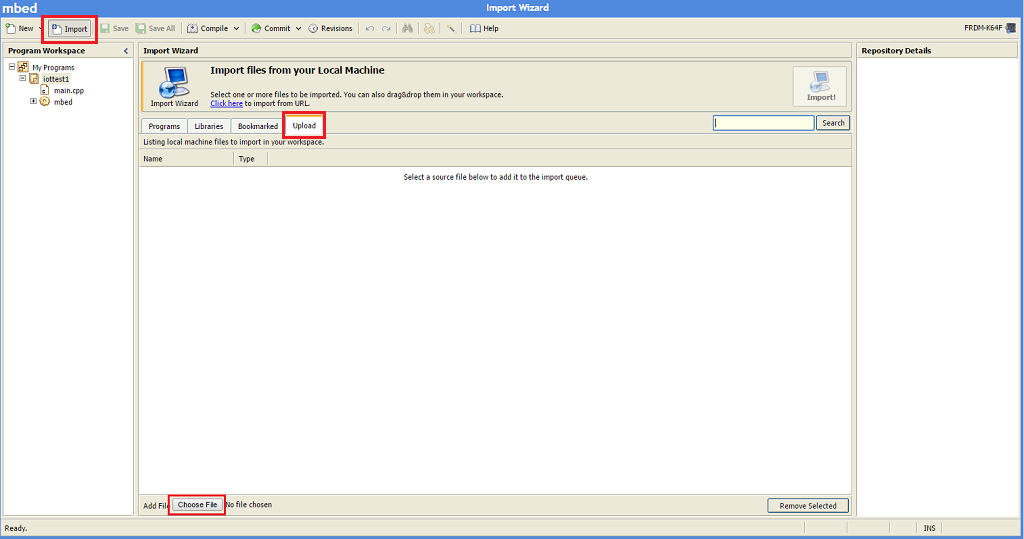 mbed
Import Wizard
New Import Save Save All Compile Commit Revisions Help FRDM-K64F
Program Workspace
My Programs
iottest1
main.cpp
mbed
Import Wizard
Import files from your Local Machine
Select one or more files to be imported. You can also drag&drop them in your workspace.
Click here to import from URL.
Import Wizard
Import!
Programs Libraries Bookmarked Upload Search
Listing local machine files to import in your workspace.
Name Type
Select a source file below to add it to the import queue.
Add File Choose File No file chosen Remove Selected
Repository Details
Ready. INS